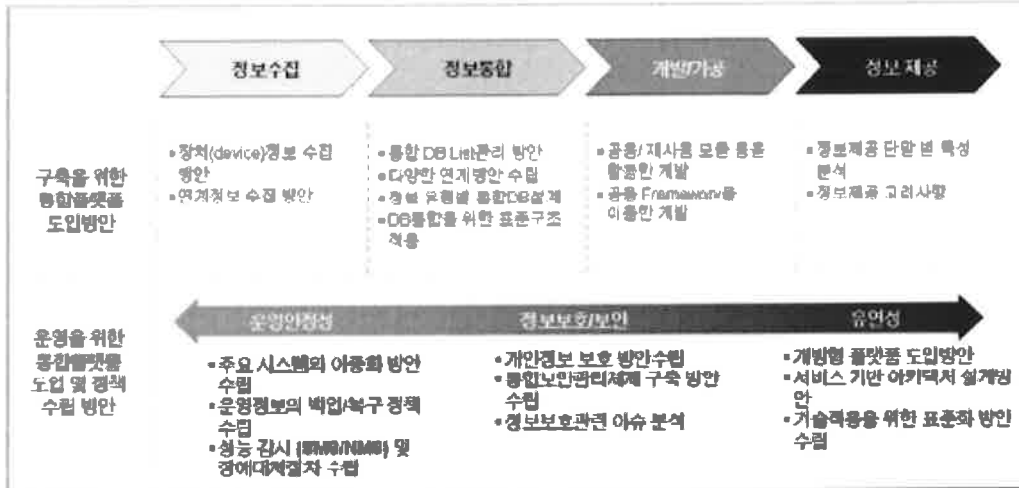 정보수집
정보통합
개발/가공
정보 제공
구축을 위한
통합플랫폼
도입방안
• 장치(device)정보 수집
방안
• 연계정보 수집 방안
• 통합 DB List관리 방안
• 다양한 연계방안 수립
• 정보 유형별 통합DB설계
• DB통합을 위한 표준구조
적용
• 공통/ 재사용 모듈 등을
활용한 개발
• 공통 Framework를
이용한 개발
• 정보제공 단말 별 특성
분석
• 정보제공 고려사항
운영을 위한
통합플랫폼
도입 및 정책
수립 방안
운영안정성
정보보호/보안
유연성
• 주요 시스템의 이중화 방안
수립
• 운영정보의 백업/복구 정책
수립
• 성능 감시 (SMS/NMS) 및
장애대처절차 수립
• 개인정보 보호 방안수립
• 통합보안관리체계 구축 방안
수립
• 정보보호관련 이슈 분석
• 개방형 플랫폼 도입방안
• 서비스 기반 아키텍처 설계방
안
• 기술적용을 위한 표준화 방안
수립